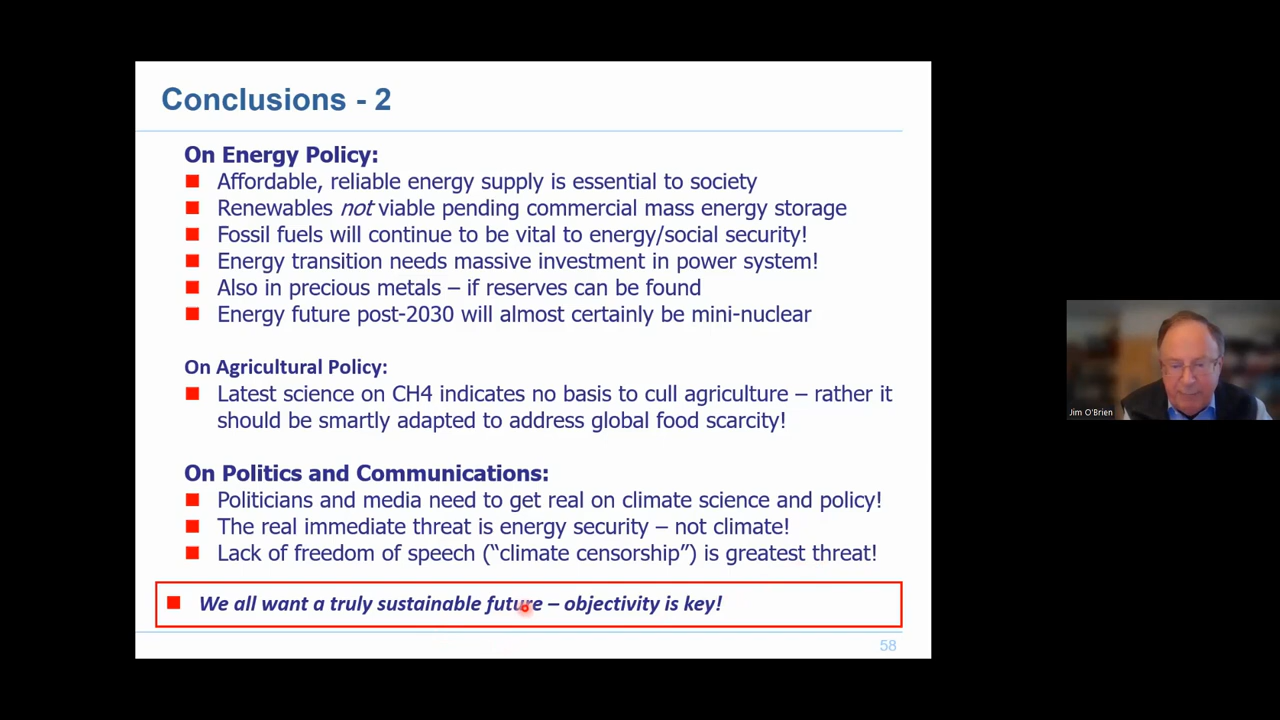 Conclusions - 2
On Energy Policy:
Affordable, reliable energy supply is essential to society
Renewables not viable pending commercial mass energy storage
Fossil fuels will continue to be vital to energy/social security!
Energy transition needs massive investment in power system!
Also in precious metals – if reserves can be found
Energy future post-2030 will almost certainly be mini-nuclear
On Agricultural Policy:
Latest science on CH4 indicates no basis to cull agriculture – rather it
should be smartly adapted to address global food scarcity!
On Politics and Communications:
Politicians and media need to get real on climate science and policy!
The real immediate threat is energy security – not climate!
Lack of freedom of speech (“climate censorship”) is greatest threat!
We all want a truly sustainable future – objectivity is key!
58
Jim O'Brien